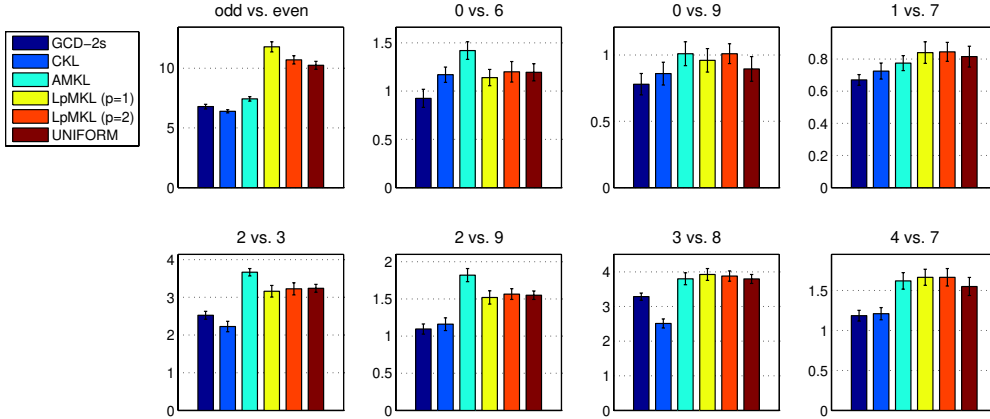 odd vs. even
0 vs. 6
0 vs. 9
1 vs. 7
GCD−2s
CKL
AMKL
LpMKL (p=1)
LpMKL (p=2)
UNIFORM
10
5
0
1.5
1
0.5
0
1
0.5
0
0.8
0.6
0.4
0.2
0
2 vs. 3
2 vs. 9
3 vs. 8
4 vs. 7
4
3
2
1
0
2
1.5
1
0.5
0
4
3
2
1
0
1.5
1
0.5
0